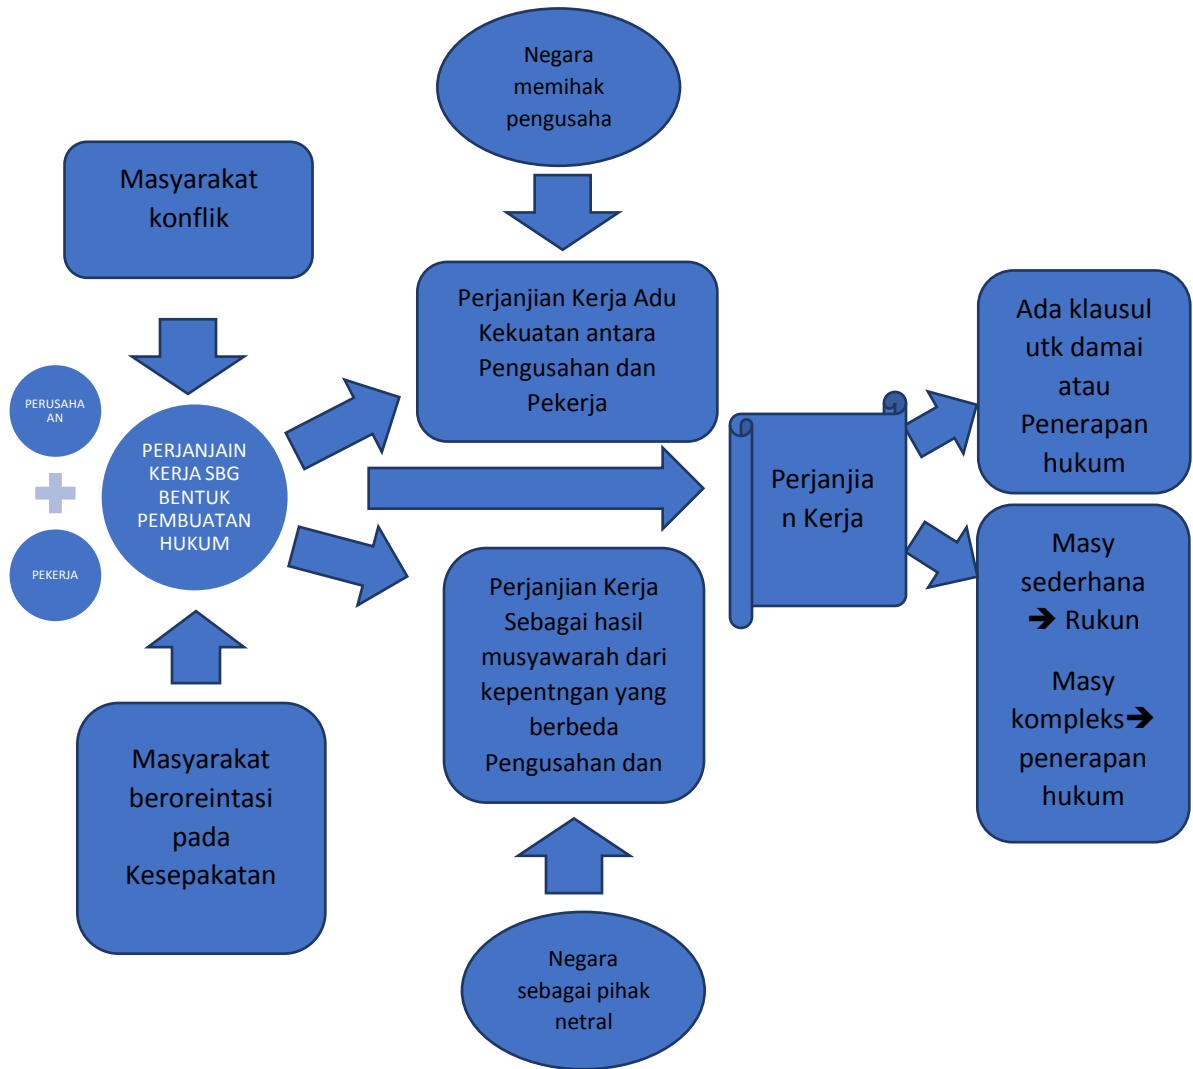 Negara
memihak
pengusaha
Masyarakat
konflik
Perjanjian Kerja Adu
Kekuatan antara
Pengusahan dan
Pekerja
Ada klausul
utk damai
atau
Penerapan
hukum
PERUSAHA
AN
PEKERJA
PERJANJAIN
KERJA SBG
BENTUK
PEMBUATAN
HUKUM
Perjanjia
n Kerja
Perjanjian Kerja
Sebagai hasil
musyawarah dari
kepentngan yang
berbeda
Pengusahan dan
Masy
sederhana
➔ Rukun
Masy
kompleks➔
penerapan
hukum
Masyarakat
beroreintasi
pada
Kesepakatan
Negara
sebagai pihak
netral